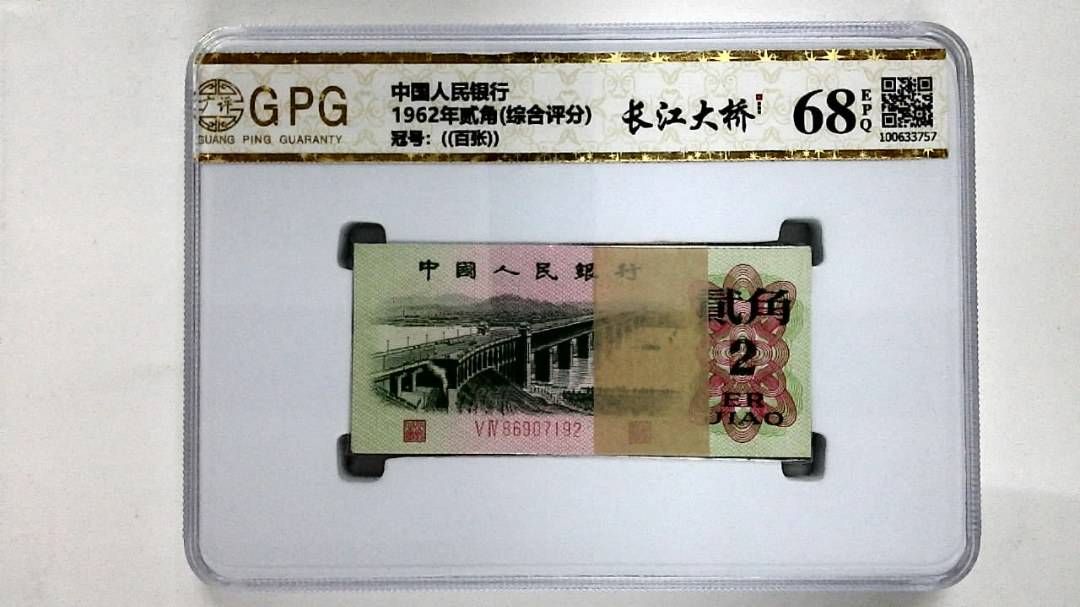 GPG
GUANG PING GUARANTY
中国人民银行
1962年贰角(综合评分)
冠号：((百张))
长江大桥
68
EPQ
100633757
中國人民銀行
貳角
2
ER
JIAO
VⅣ86907192